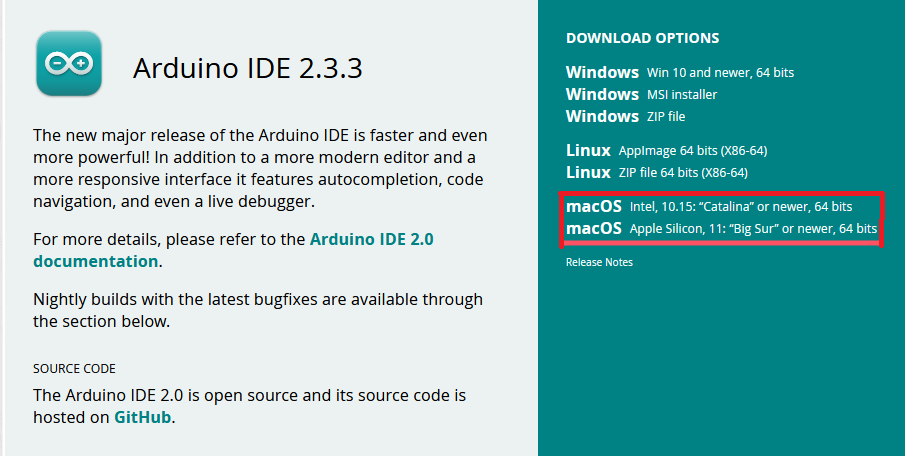 Arduino IDE 2.3.3
The new major release of the Arduino IDE is faster and even
more powerful! In addition to a more modern editor and a
more responsive interface it features autocompletion, code
navigation, and even a live debugger.
For more details, please refer to the Arduino IDE 2.0
documentation.
Nightly builds with the latest bugfixes are available through
the section below.
SOURCE CODE
The Arduino IDE 2.0 is open source and its source code is
hosted on GitHub.
DOWNLOAD OPTIONS
Windows Win 10 and newer, 64 bits
Windows MSI installer
Windows ZIP file
Linux AppImage 64 bits (X86-64)
Linux ZIP file 64 bits (X86-64)
macOS Intel, 10.15: “Catalina” or newer, 64 bits
macOS Apple Silicon, 11: “Big Sur” or newer, 64 bits
Release Notes